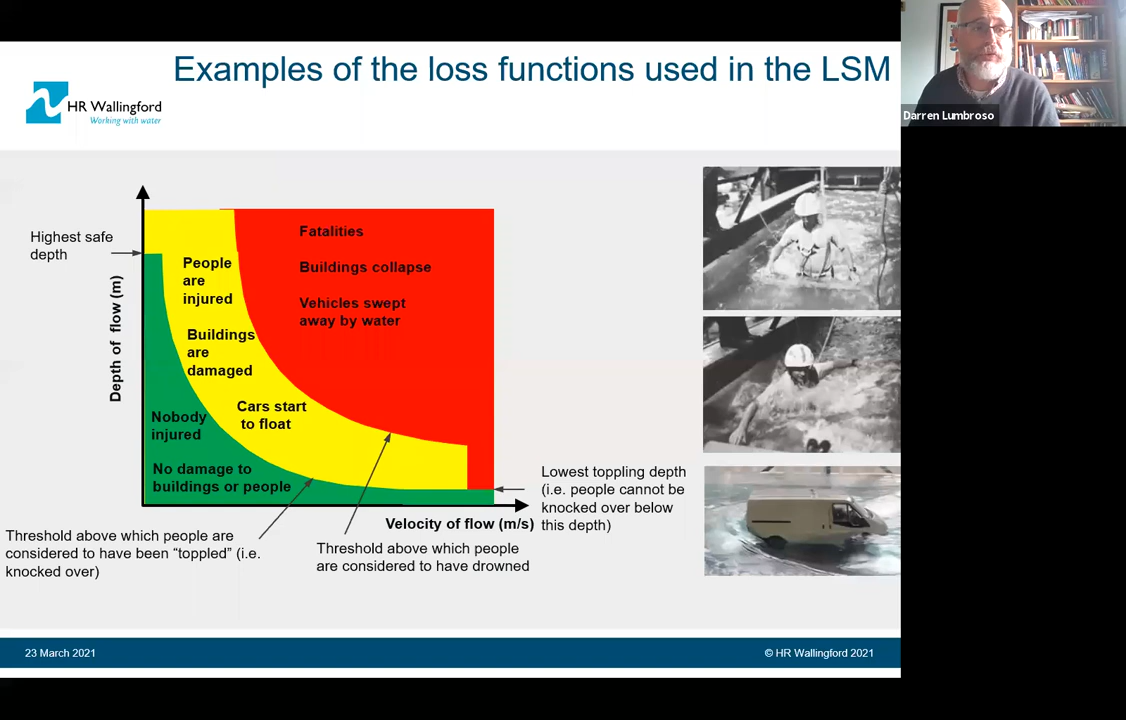 Examples of the loss functions used in the LSM
HR Wallingford
Working with water
Darren Lumbroso
Highest safe
depth
Depth of flow (m)
People
are
injured
Buildings
are
damaged
Cars start
to float
Nobody
injured
No damage to
buildings or people
Fatalities
Buildings collapse
Vehicles swept
away by water
Lowest toppling depth
(i.e. people cannot be
knocked over below
this depth)
Velocity of flow (m/s)
Threshold above which people are
considered to have been “toppled” (i.e.
knocked over)
Threshold above which people
are considered to have drowned
23 March 2021
© HR Wallingford 2021